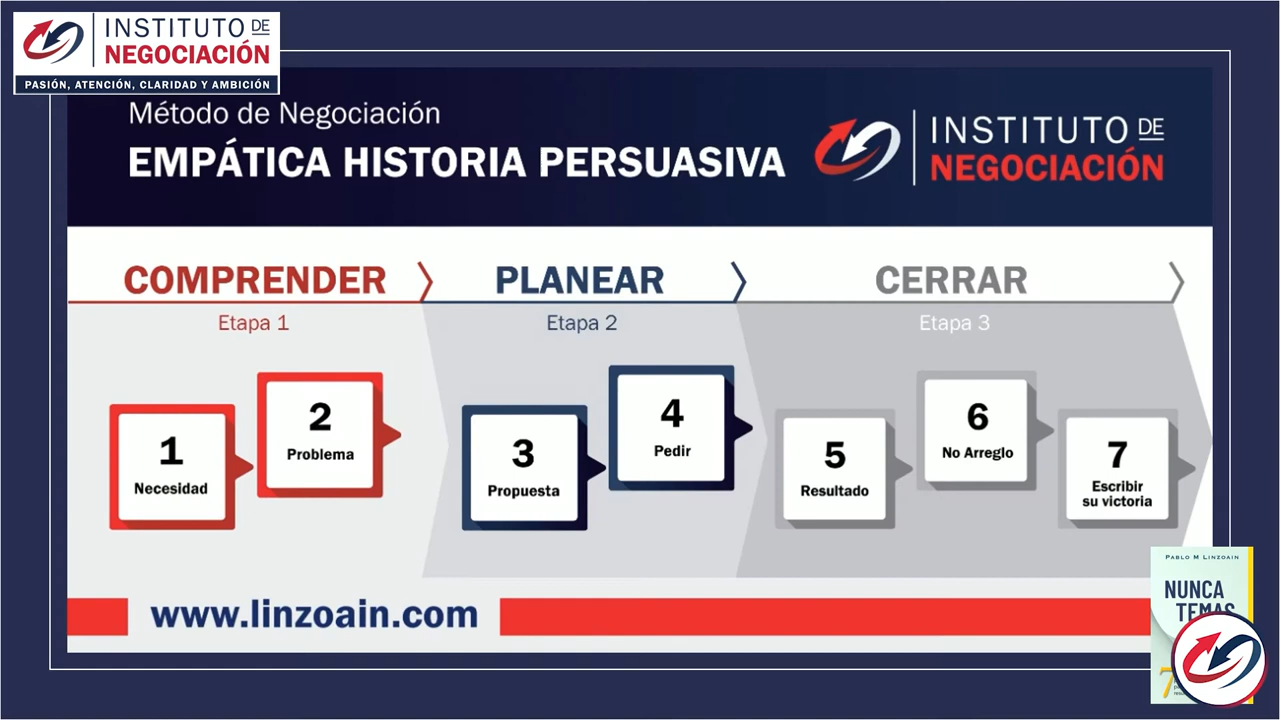 INSTITUTO DE
NEGOCIACIÓN
PASIÓN, ATENCIÓN, CLARIDAD Y AMBICIÓN
Método de Negociación
EMPÁTICA HISTORIA PERSUASIVA
INSTITUTO DE
NEGOCIACIÓN
COMPRENDER
Etapa 1
PLANEAR
Etapa 2
CERRAR
Etapa 3
1
Necesidad
2
Problema
3
Propuesta
4
Pedir
5
Resultado
6
No Arreglo
7
Escribir
su victoria
www.linzoain.com
PABLO M LINZOAIN
NUNCA
TEMAS
7